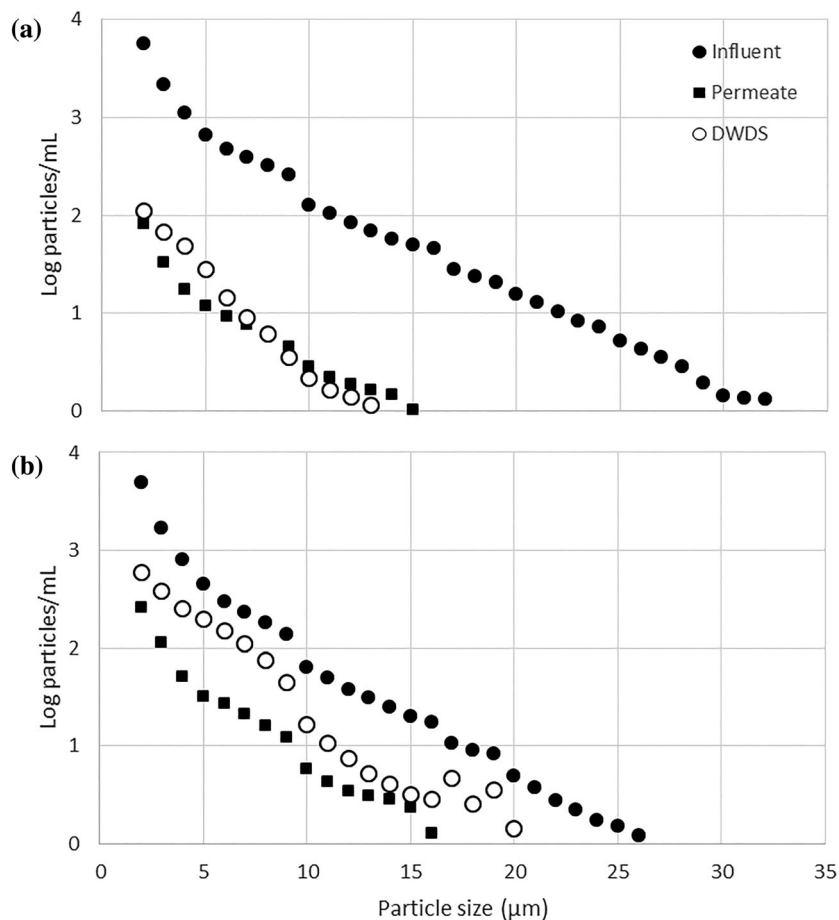 (a)
4
3
2
1
0
Log particles/mL
Influent
Permeate
DWDS
(b)
4
3
2
1
0
Log particles/mL
0 5 10 15 20 25 30 35
Particle size (µm)